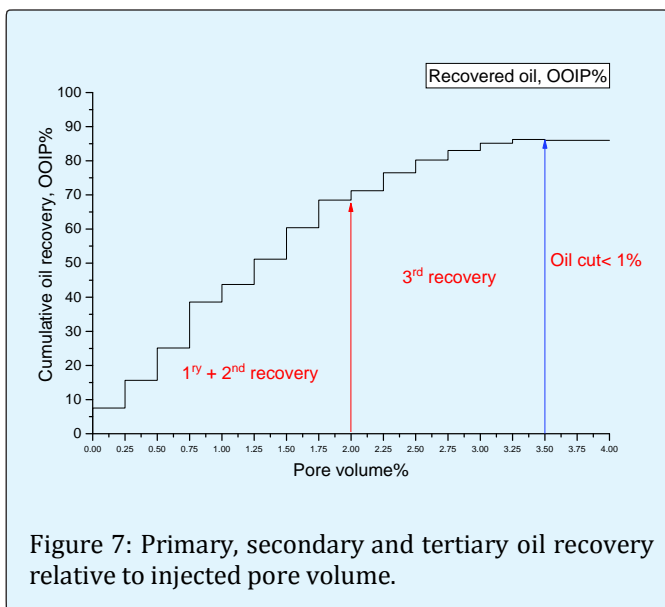 Recovered oil, OOIP%
100
90
80
70
60
50
40
30
20
10
0
Cumulative oil recovery, OOIP%
1ry + 2nd recovery
3rd recovery
Oil cut< 1%
0.00 0.25 0.50 0.75 1.00 1.25 1.50 1.75 2.00 2.25 2.50 2.75 3.00 3.25 3.50 3.75 4.00
Pore volume%
Figure 7: Primary, secondary and tertiary oil recovery
relative to injected pore volume.